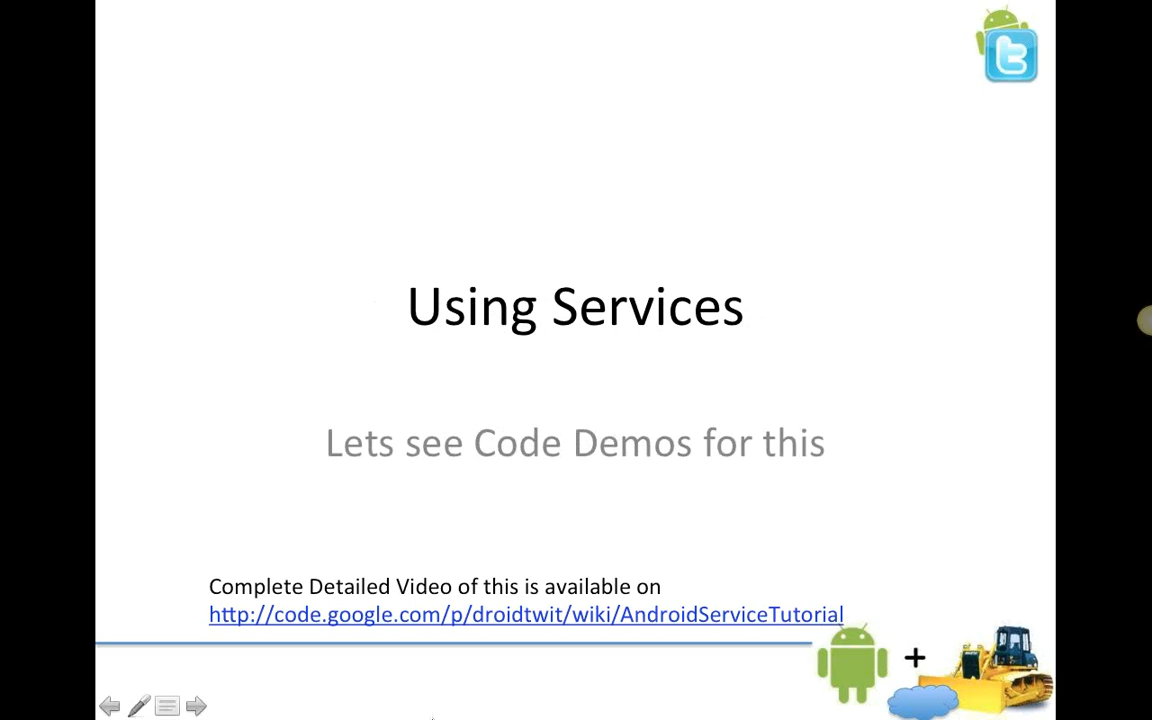 Using Services
Lets see Code Demos for this
Complete Detailed Video of this is available on
http://code.google.com/p/droidtwit/wiki/AndroidServiceTutorial
+